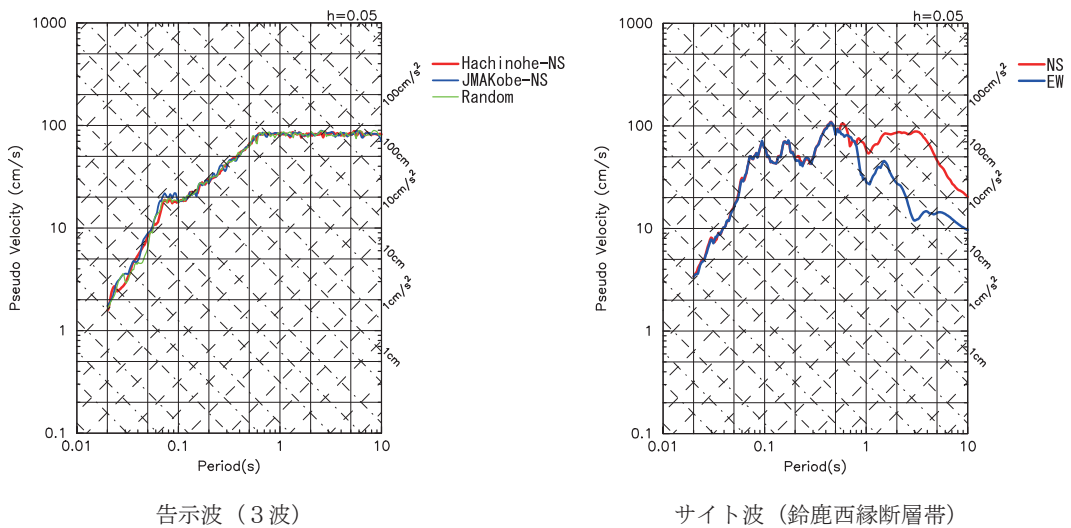 h=0.05
1000
100
10
1
0.1
Pseudo Velocity (cm/s)
0.01
0.1
1
10
Period(s)
100cm/s²
100cm
10cm/s²
10cm
1cm/s²
1cm
Hachinohe-NS
JMAKobe-NS
Random
告示波（３波）
h=0.05
1000
100
10
1
0.1
Pseudo Velocity (cm/s)
0.01
0.1
1
10
Period(s)
100cm/s²
100cm
10cm/s²
10cm
1cm/s²
1cm
NS
EW
サイト波（鈴鹿西縁断層帯）